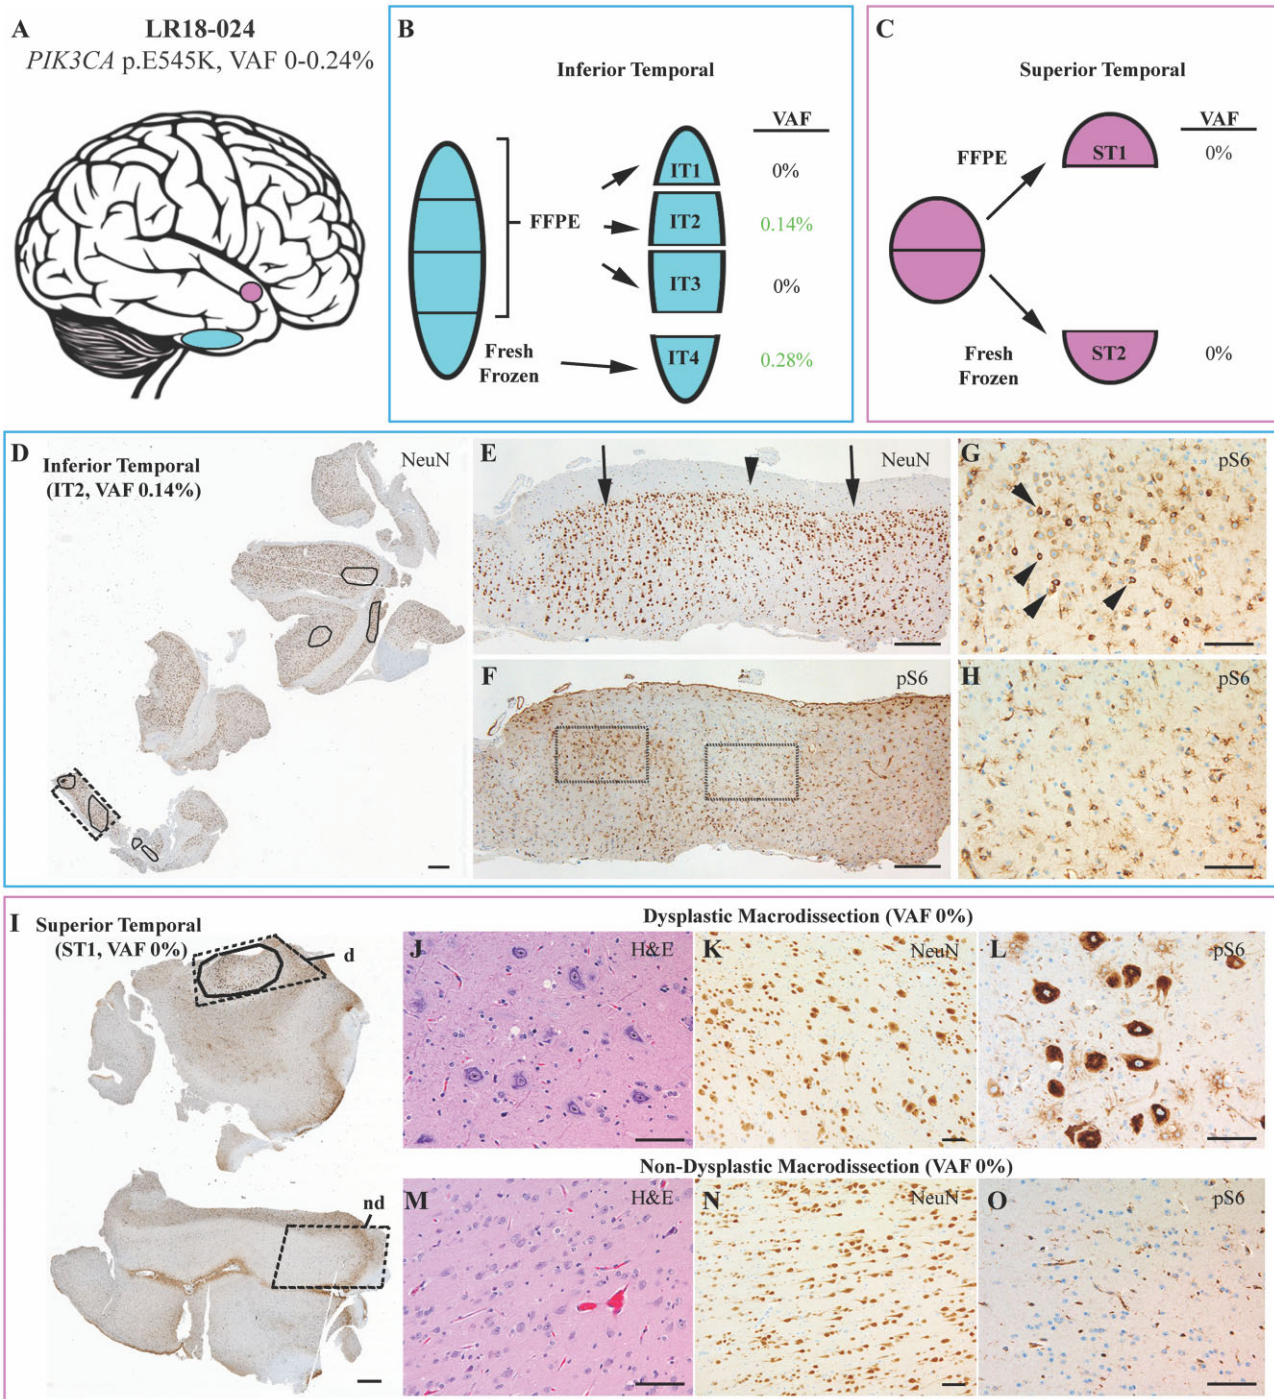 A
LR18-024
PIK3CA p.E545K, VAF 0-0.24%
B
Inferior Temporal
VAF
FFPE
IT1
0%
IT2
0.14%
IT3
0%
Fresh
Frozen
IT4
0.28%
C
Superior Temporal
VAF
FFPE
ST1
0%
Fresh
Frozen
ST2
0%
D
Inferior Temporal
(IT2, VAF 0.14%)
NeuN
E
NeuN
F
pS6
G
pS6
H
pS6
I
Superior Temporal
(ST1, VAF 0%)
d
nd
Dysplastic Macrodissection (VAF 0%)
J
H&E
K
NeuN
L
pS6
Non-Dysplastic Macrodissection (VAF 0%)
M
H&E
N
NeuN
O
pS6